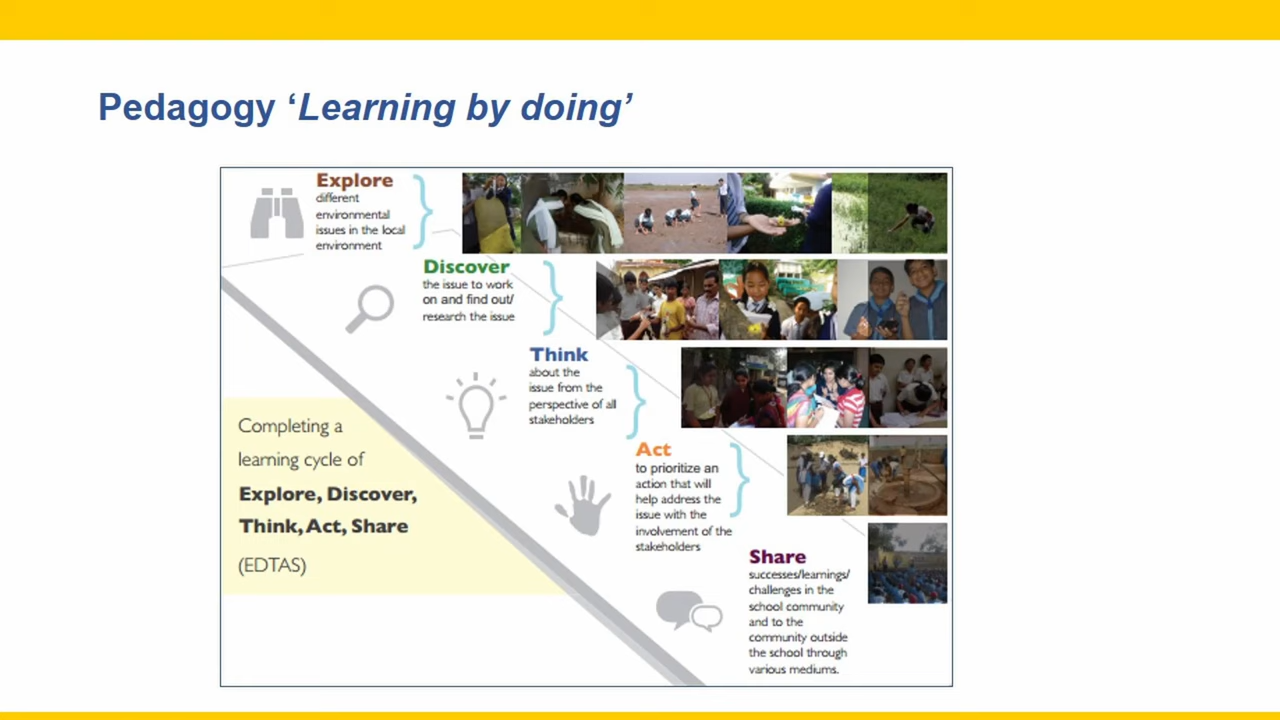 Pedagogy ‘Learning by doing’
Explore
different
environmental
issues in the local
environment
Discover
the issue to work
on and find out/
research the issue
Think
about the
issue from the
perspective of all
stakeholders
Act
to prioritize an
action that will
help address the
issue with the
involvement of the
stakeholders
Share
successes/learnings/
challenges in the
school community
and to the
community outside
the school through
various mediums.
Completing a
learning cycle of
Explore, Discover,
Think, Act, Share
(EDTAS)